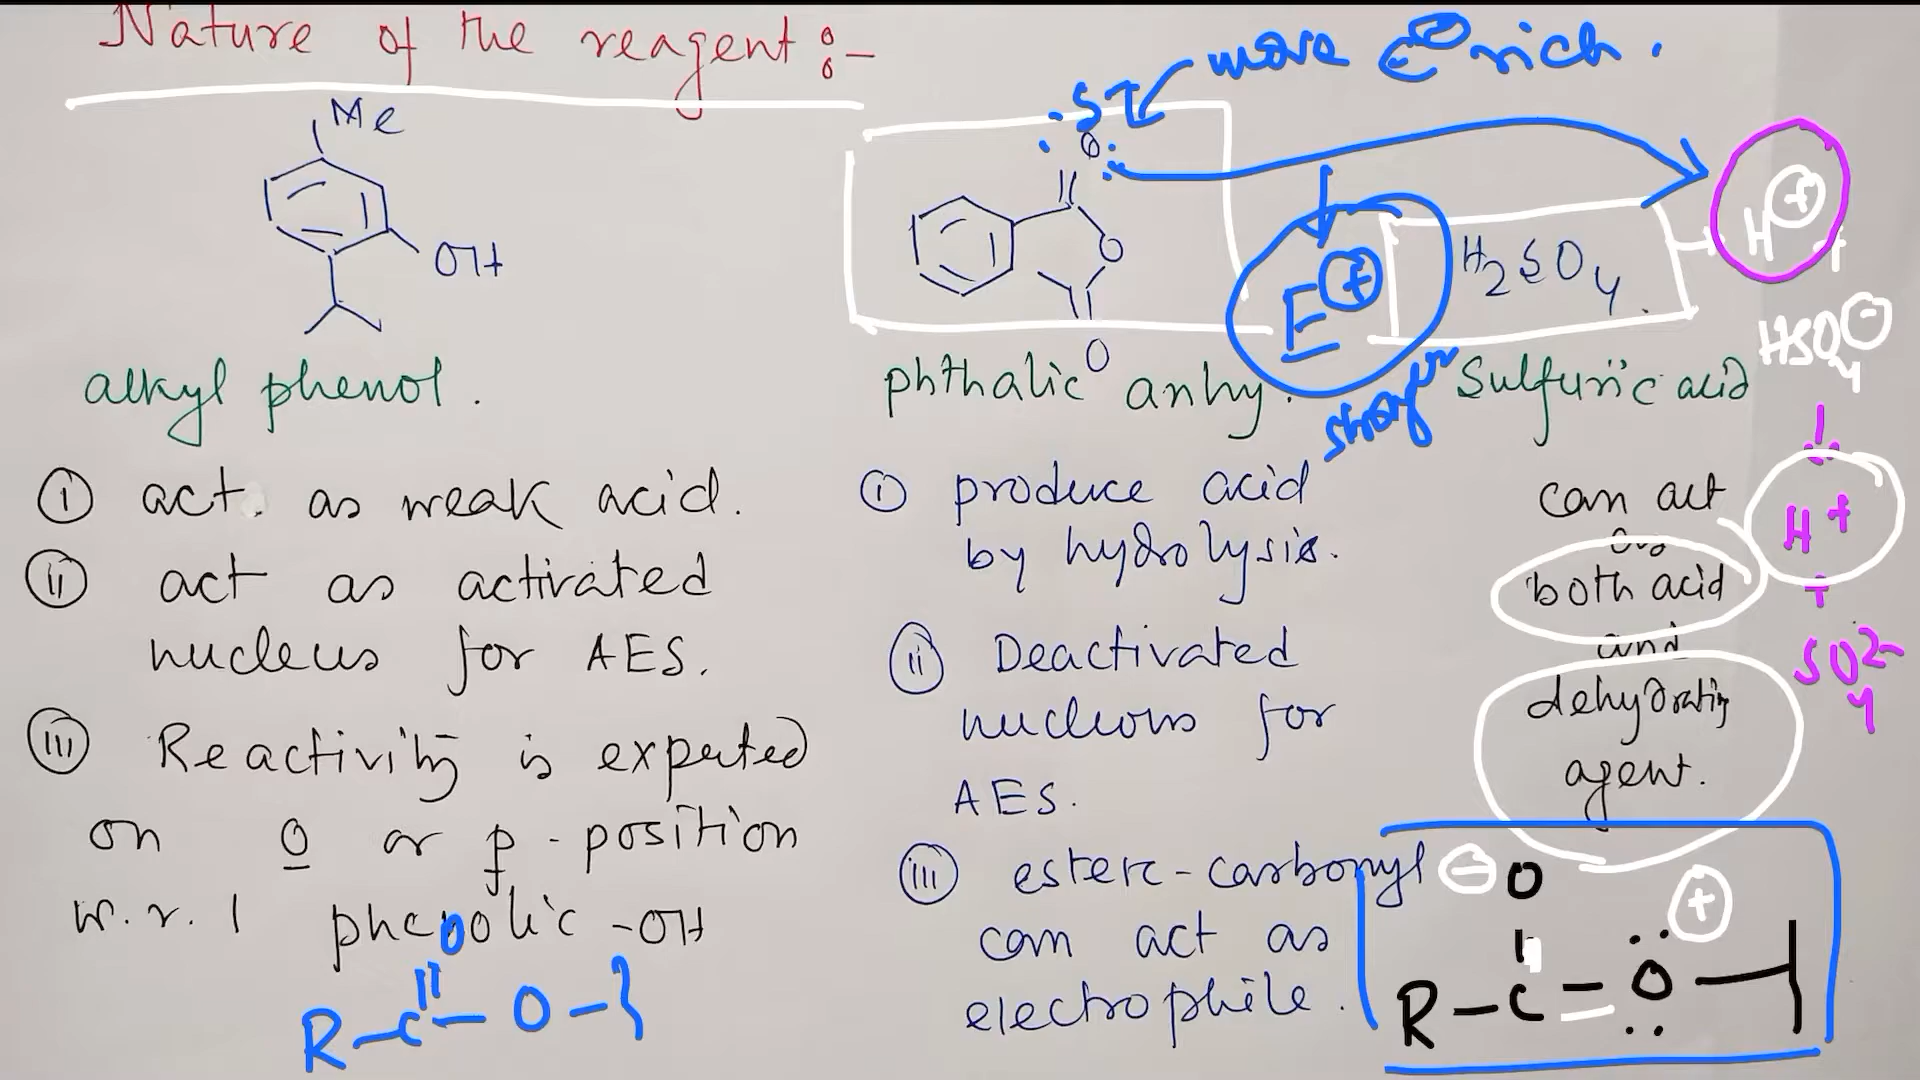 Nature of the reagent :-
more e⊖ rich.
Me
OH
O
O
O
δ-
E⊕
H2SO4
H⊕
+
HSO4⊖
alkyl phenol.
phthalic anhy.
stronger
Sulfuric acid
(i) act as weak acid.
(ii) act as activated
nucleus for AES.
(iii) Reactivity is expected
on o or p-position
w.r.t phenolic -OH
O
R-C-O-
(i) produce acid
by hydrolysis.
(ii) Deactivated
nucleous for
AES.
(iii) ester-carbonyl
can act as
electrophile.
can act
as
both acid
and
dehydrating
agent.
H+
+
SO4 2-
⊖ O
⊕
R-C=O-